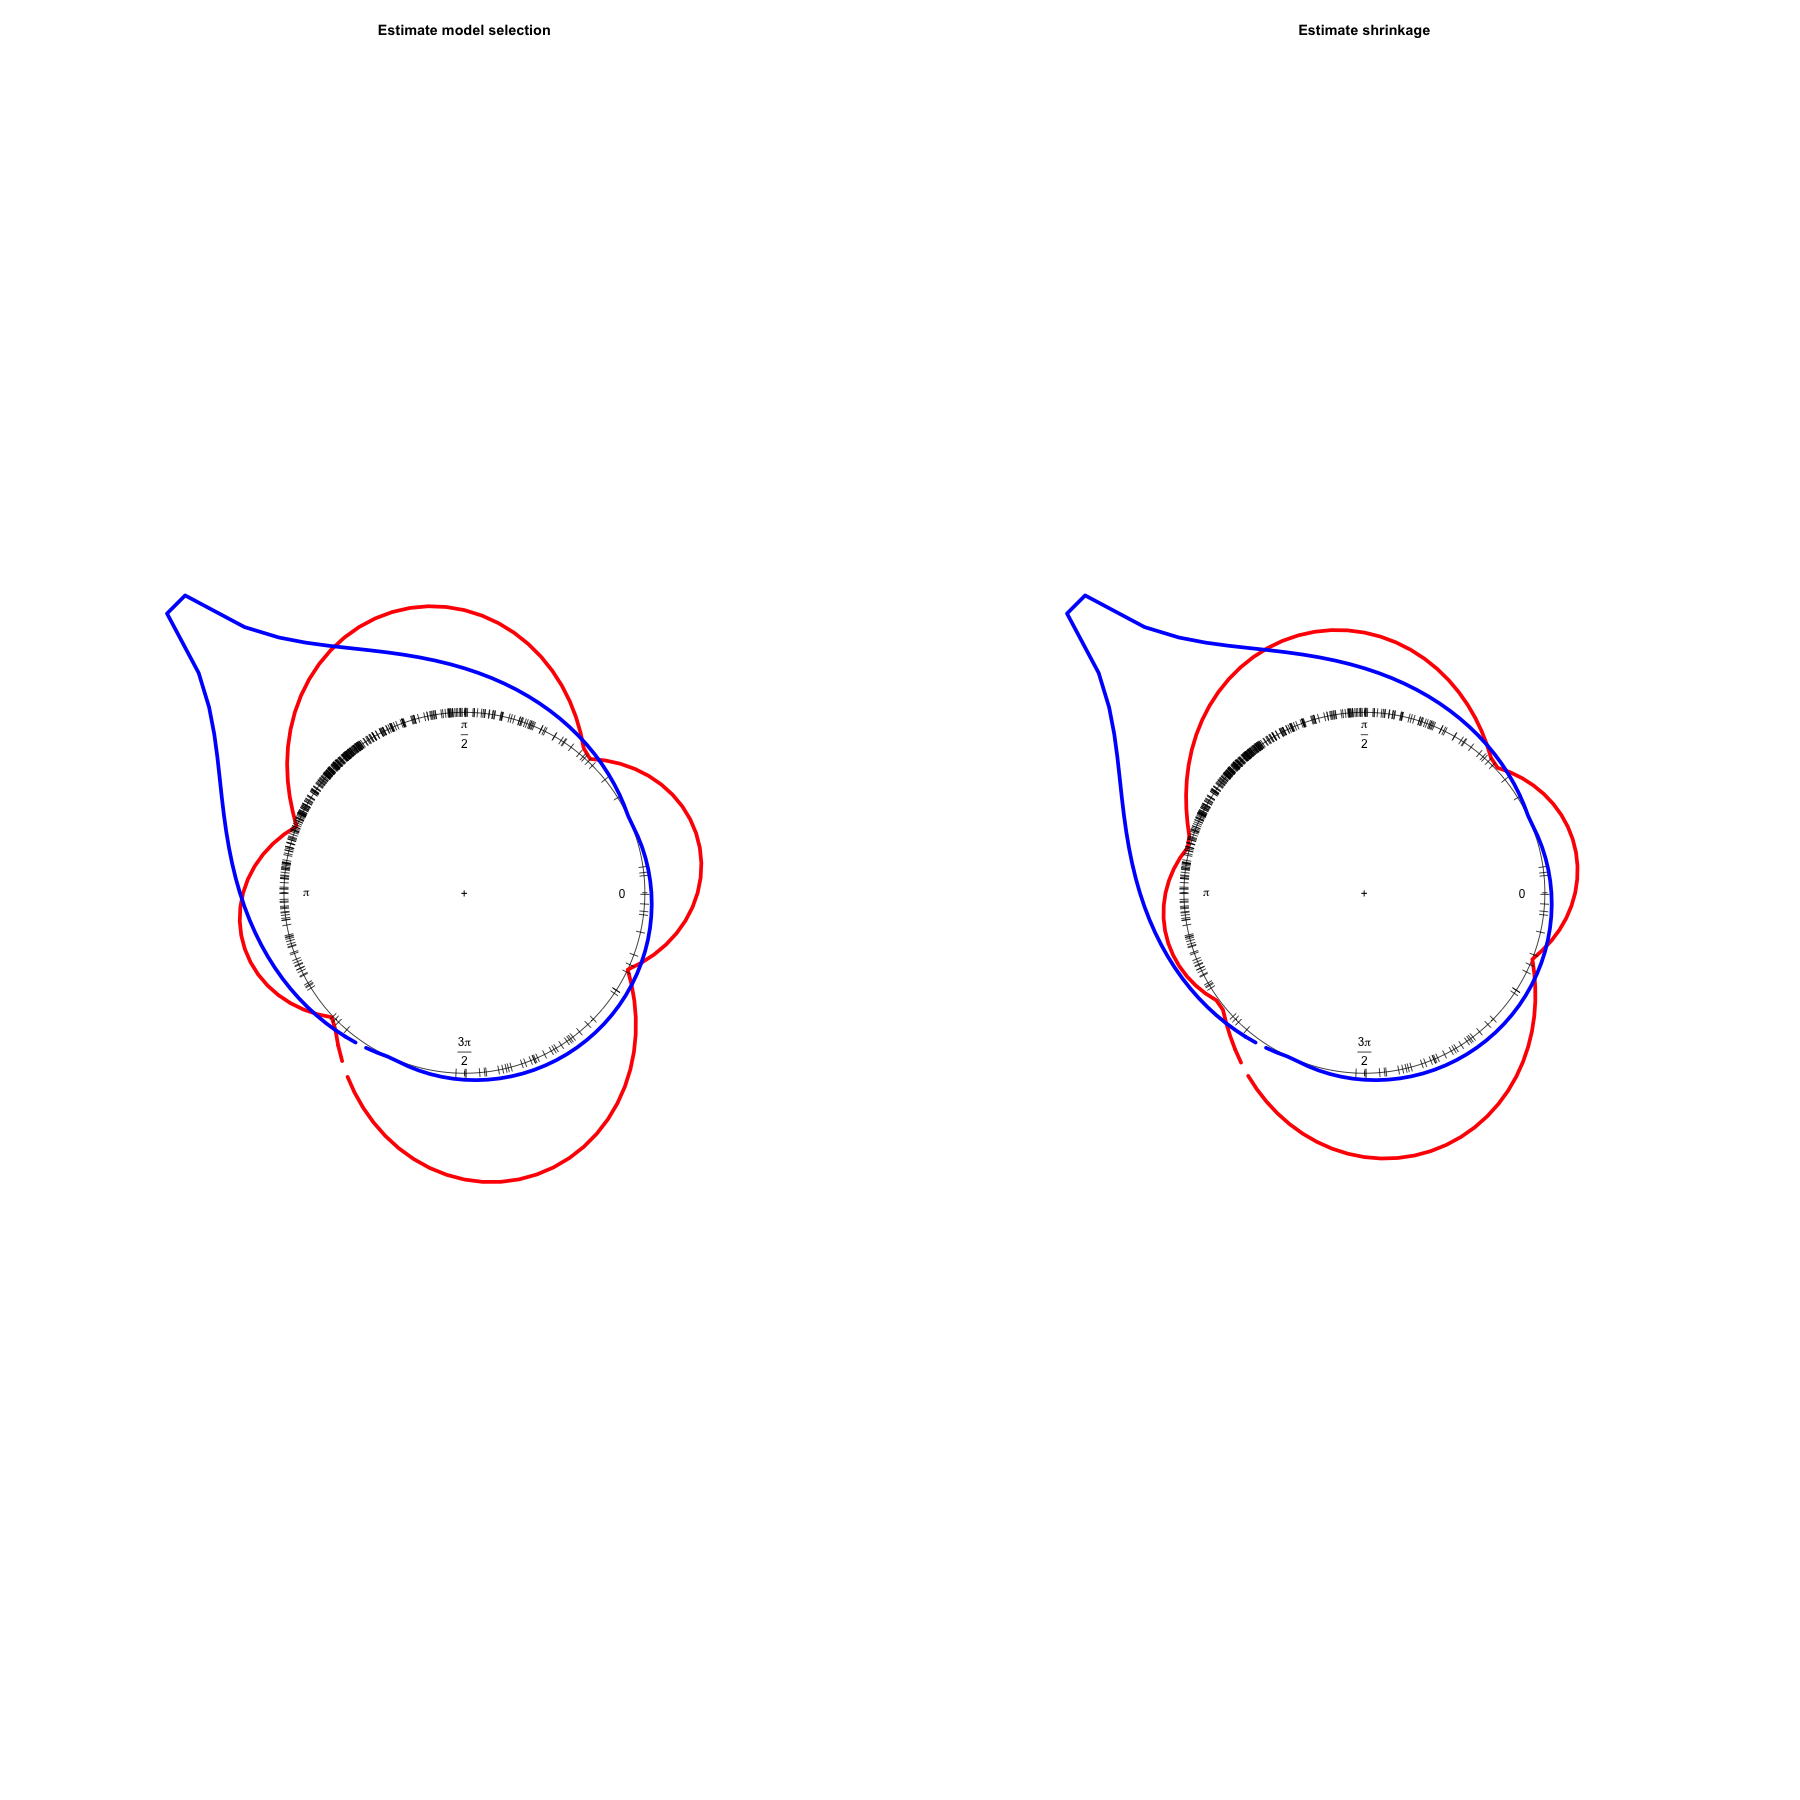 Estimate model selection
π
2
π
+
0
3π
2
Estimate shrinkage
π
2
π
+
0
3π
2